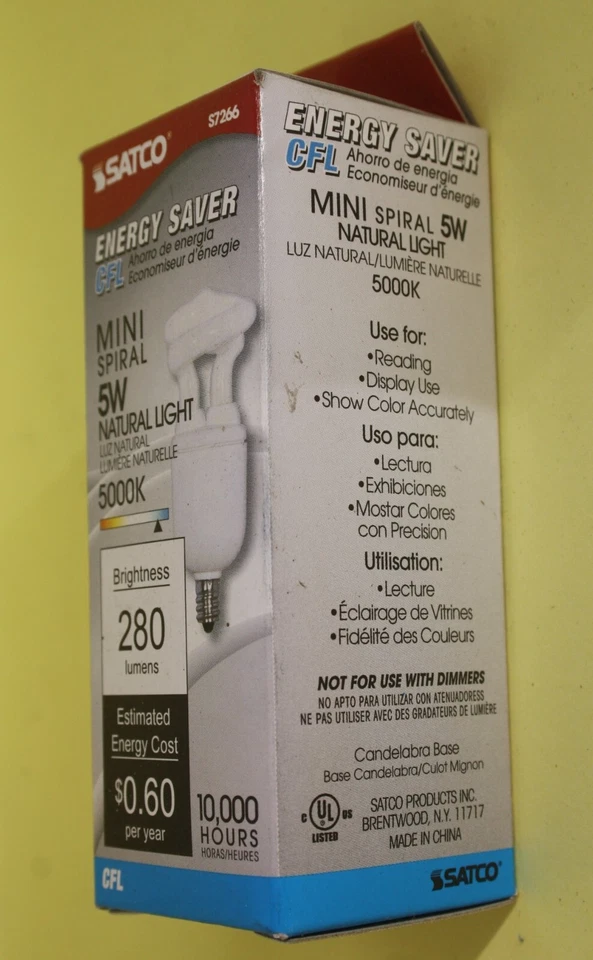 SATCO
S7266
ENERGY SAVER
CFL Ahorro de energía
Economiseur d'énergie
MINI
SPIRAL
5W
NATURAL LIGHT
LUZ NATURAL
LUMIÈRE NATURELLE
5000K
Brightness
280
lumens
Estimated
Energy Cost
$0.60
per year
10,000
HOURS
HORAS/HEURES
CFL
ENERGY SAVER
CFL Ahorro de energia
Economiseur d'énergie
MINI SPIRAL 5W
NATURAL LIGHT
LUZ NATURAL/LUMIÈRE NATURELLE
5000K
Use for:
•Reading
•Display Use
•Show Color Accurately
Uso para:
•Lectura
•Exhibiciones
•Mostar Colores
con Precision
Utilisation:
•Lecture
•Éclairage de Vitrines
•Fidélité des Couleurs
NOT FOR USE WITH DIMMERS
NO APTO PARA UTILIZAR CON ATENUADORESS
NE PAS UTILISER AVEC DES GRADATEURS DE LUMIÈRE
Candelabra Base
Base Candelabra/Culot Mignon
C UL US
LISTED
SATCO PRODUCTS INC.
BRENTWOOD, N.Y. 11717
MADE IN CHINA
SATCO